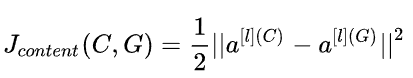 J_{content}(C, G) = \frac{1}{2} ||a^{[l](C)} - a^{[l](G)}||^2